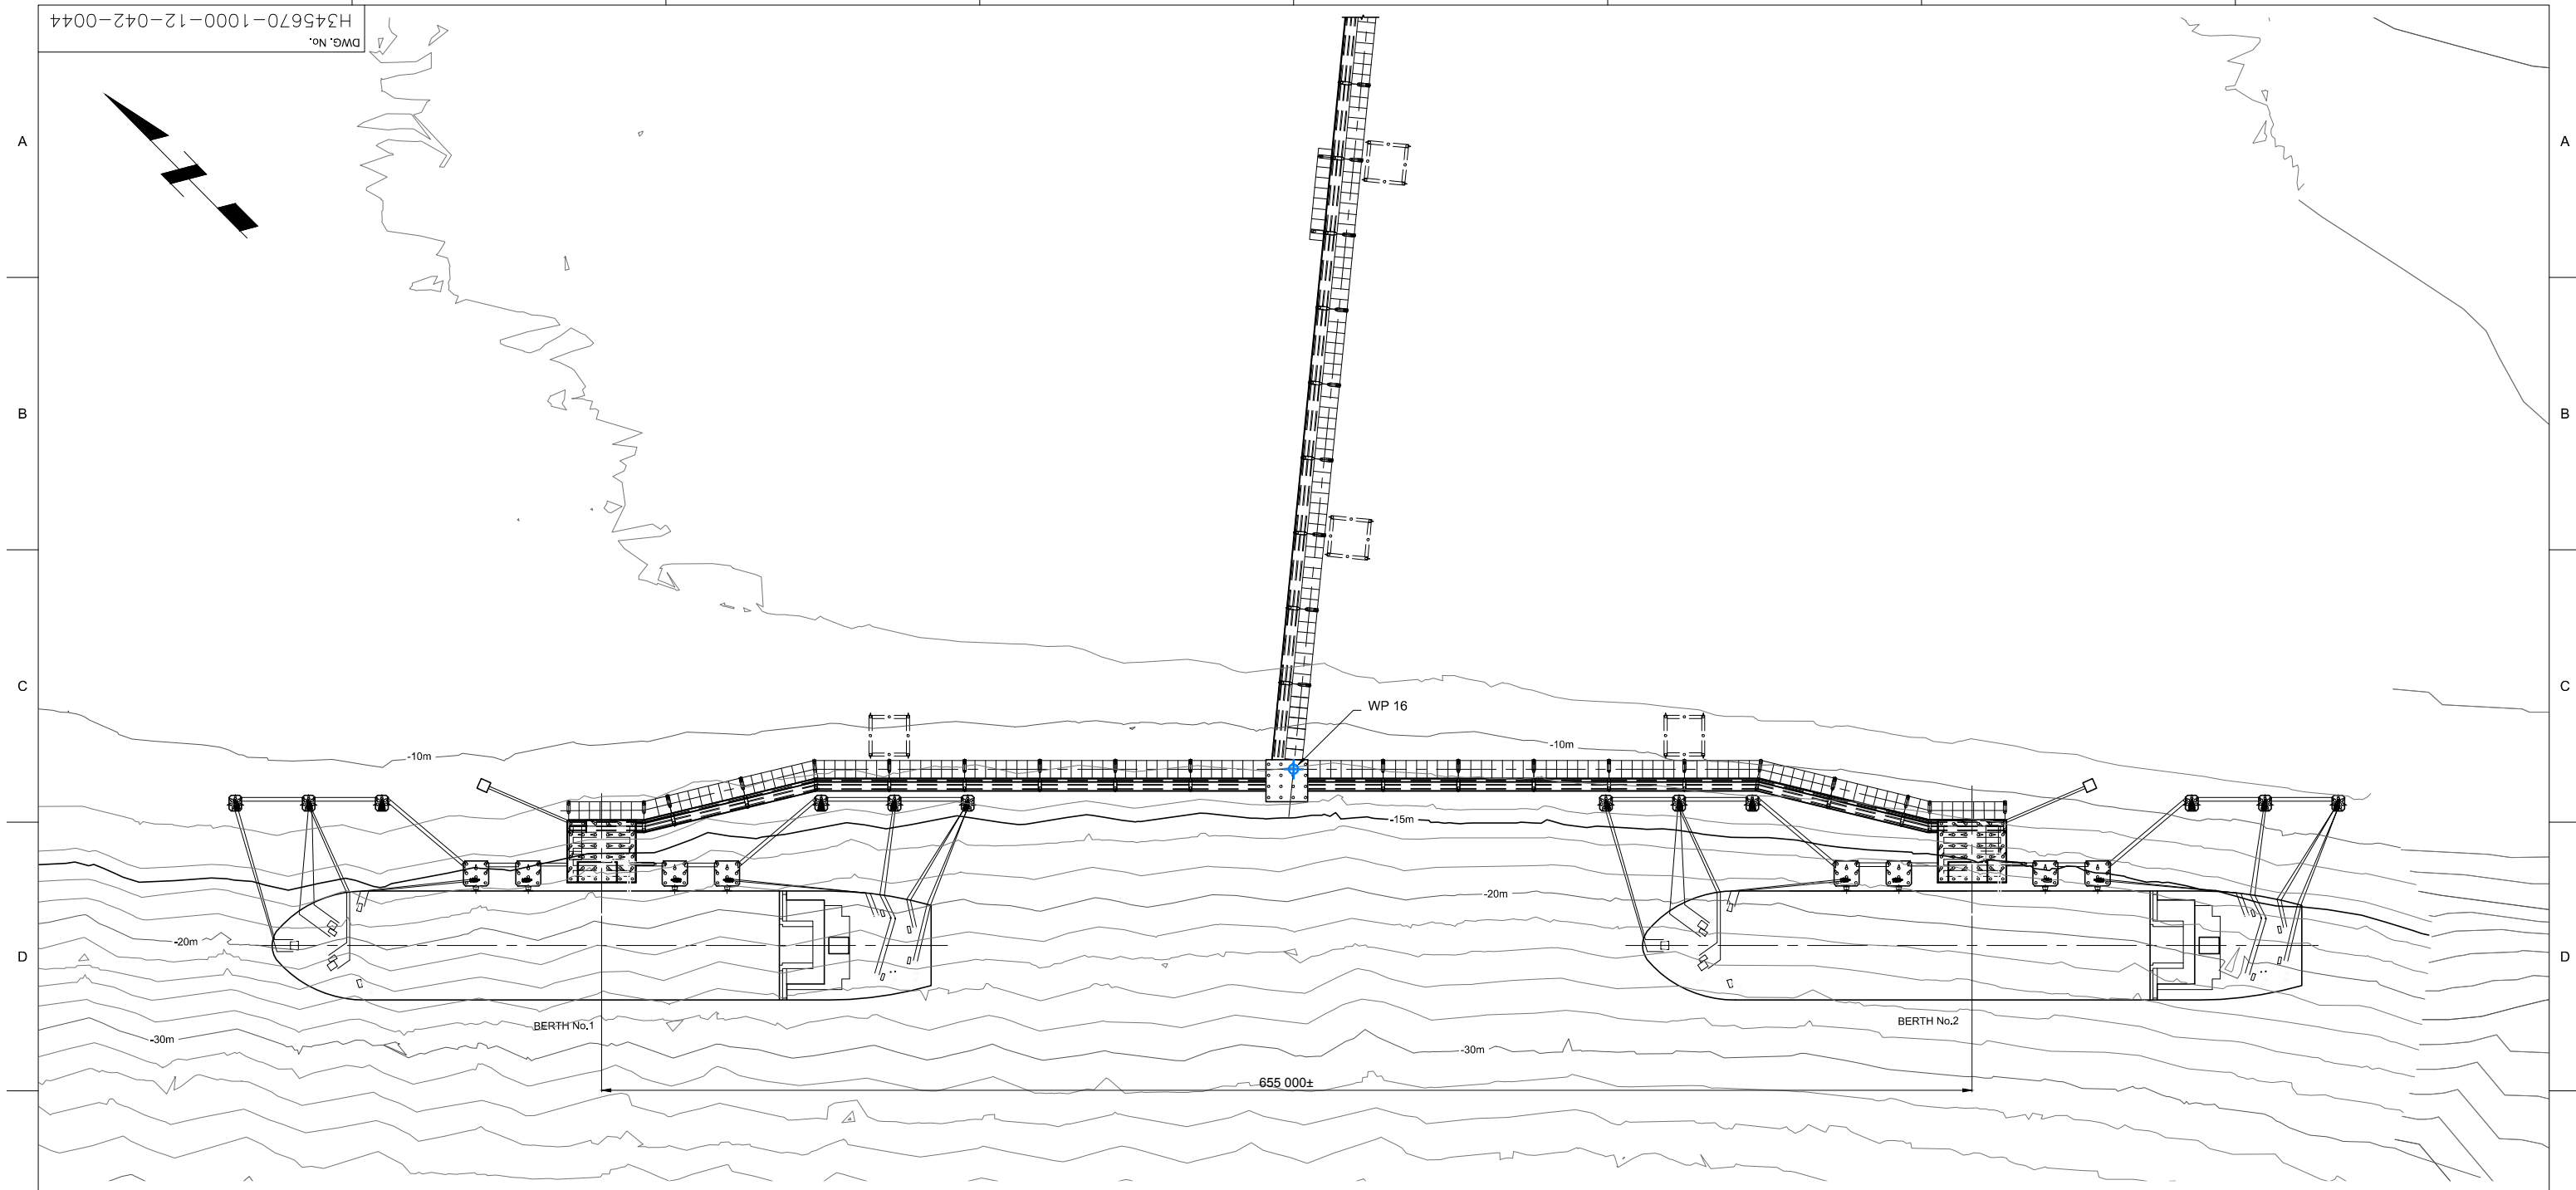 H345670-1000-12-042-0044
DWG. No.
A
A
B
B
C
C
WP 16
-10m
-10m
-15m
-20m
-20m
D
D
BERTH No.1
BERTH No.2
-30m
-30m
655 000±